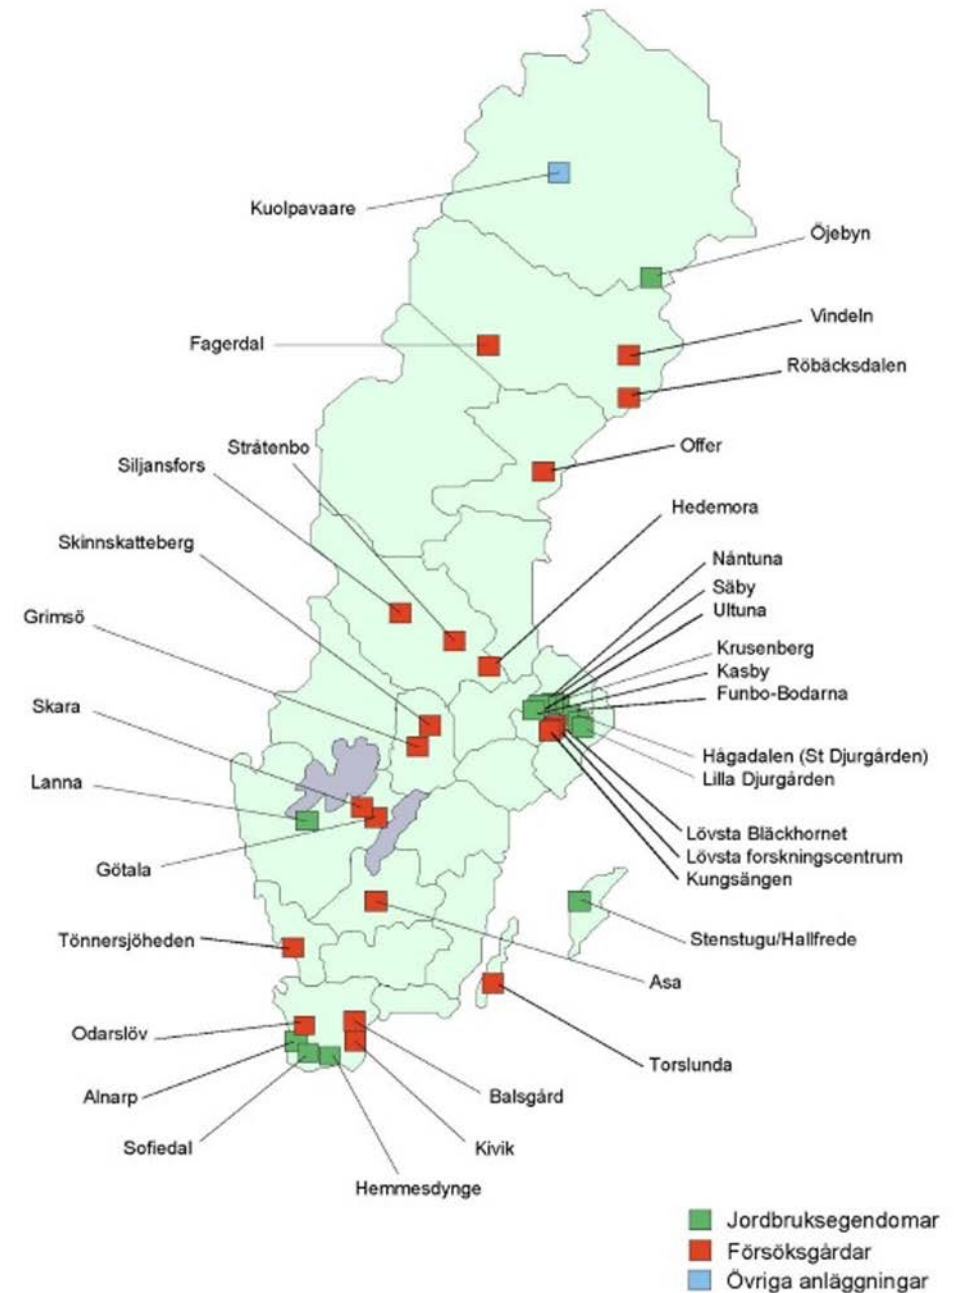 Kuolpavaare
Öjebyn
Vindeln
Fagerdal
Röbäcksdalen
Stråtenbo
Offer
Siljansfors
Hedemora
Skinnskatteberg
Nåntuna
Säby
Ultuna
Grimsö
Krusenberg
Kasby
Funbo-Bodarna
Skara
Hågadalen (St Djurgården)
Lilla Djurgården
Lanna
Lövsta Bläckhornet
Lövsta forskningscentrum
Götala
Kungsängen
Tönnersjöheden
Stenstugu/Hallfrede
Asa
Odarslöv
Torslunda
Alnarp
Balsgård
Sofiedal
Kivik
Hemmesdynge
Jordbruksegendomar
Försöksgårdar
Övriga anläggningar